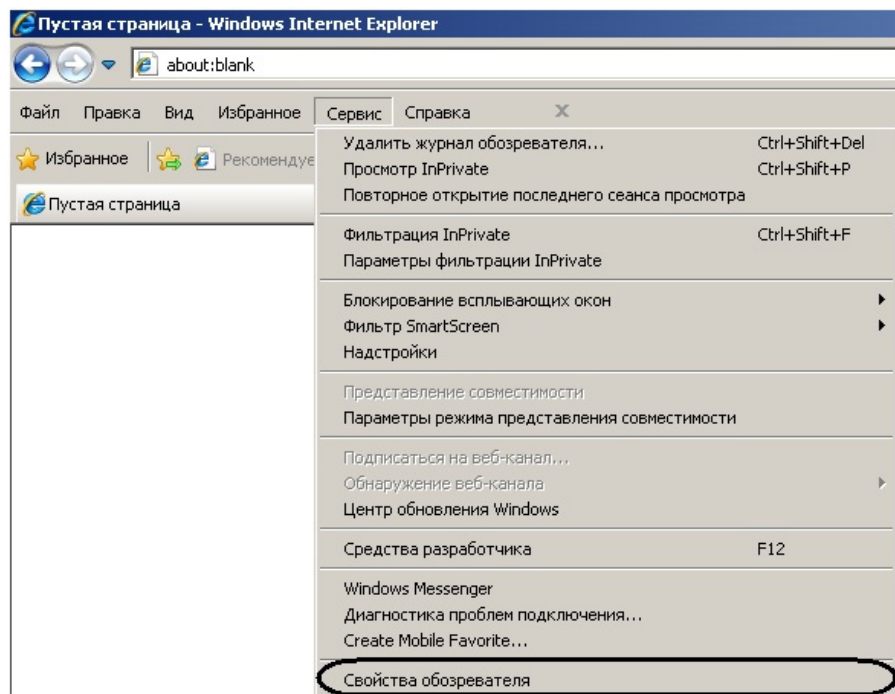 Пустая страница - Windows Internet Explorer
about:blank
Файл Правка Вид Избранное Сервис Справка X
Избранное Рекомендуе
Пустая страница
Удалить журнал обозревателя... Ctrl+Shift+Del
Просмотр InPrivate Ctrl+Shift+P
Повторное открытие последнего сеанса просмотра
Фильтрация InPrivate Ctrl+Shift+F
Параметры фильтрации InPrivate
Блокирование всплывающих окон
Фильтр SmartScreen
Надстройки
Представление совместимости
Параметры режима представления совместимости
Подписаться на веб-канал...
Обнаружение веб-канала
Центр обновления Windows
Средства разработчика F12
Windows Messenger
Диагностика проблем подключения...
Create Mobile Favorite...
Свойства обозревателя